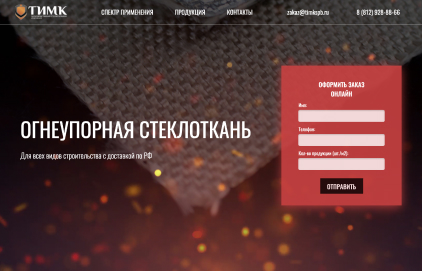 ТИМК
СПЕКТР ПРИМЕНЕНИЯ
ПРОДУКЦИЯ
КОНТАКТЫ
zakaz@timkspb.ru
8 (812) 928-88-66
ОФОРМИТЬ ЗАКАЗ
ОНЛАЙН
Имя:
Телефон:
Кол-во продукции (шт./м2):
ОТПРАВИТЬ
ОГНЕУПОРНАЯ СТЕКЛОТКАНЬ
Для всех видов строительства с доставкой по РФ